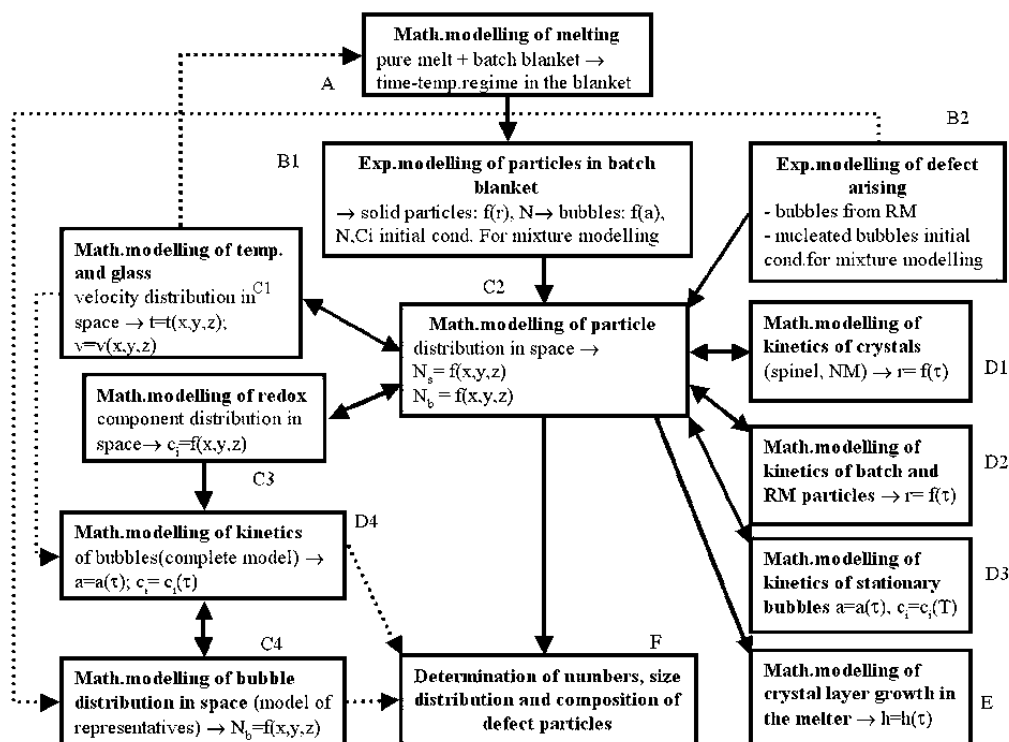 Math.modelling of melting
pure melt + batch blanket →
time-temp.regime in the blanket
A
B2
B1
Exp.modelling of particles in batch
blanket
→ solid particles: f(r), N→ bubbles: f(a),
N,Ci initial cond. For mixture modelling
Exp.modelling of defect
arising
- bubbles from RM
- nucleated bubbles initial
cond.for mixture modelling
Math.modelling of temp.
and glass
velocity distribution in
space → t=t(x,y,z);
v=v(x,y,z)
C1
C2
Math.modelling of particle
distribution in space →
Nₛ= f(x,y,z)
N_b = f(x,y,z)
Math.modelling of
kinetics of crystals
(spinel, NM) → r= f(τ)
D1
Math.modelling of redox
component distribution in
space→ cᵢ=f(x,y,z)
C3
Math.modelling of
kinetics of batch and
RM particles → r= f(τ)
D2
Math.modelling of kinetics
of bubbles(complete model) →
a=a(τ); cᵢ= cᵢ(τ)
D4
Math.modelling of
kinetics of stationary
bubbles a=a(τ), cᵢ=cᵢ(T)
D3
C4
Math.modelling of bubble
distribution in space (model of
representatives) → N_b=f(x,y,z)
F
Determination of numbers, size
distribution and composition of
defect particles
Math.modelling of
crystal layer growth in
the melter → h=h(τ)
E